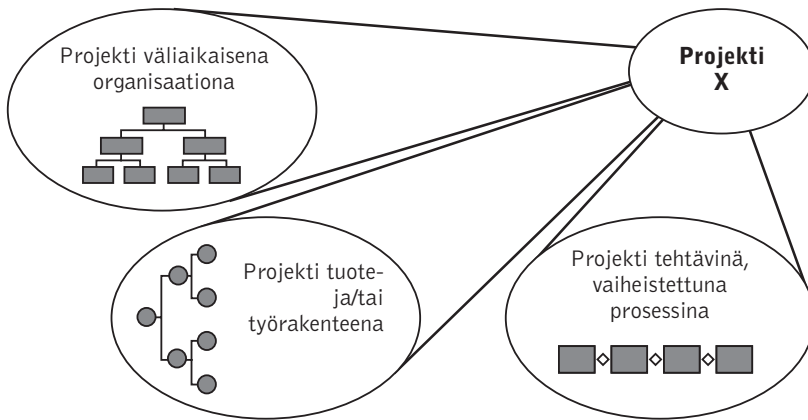 Projekti väliaikaisena
organisaationa
Projekti
X
Projekti tuote-
ja/tai
työrakenteena
Projekti tehtävinä,
vaiheistettuna
prosessina